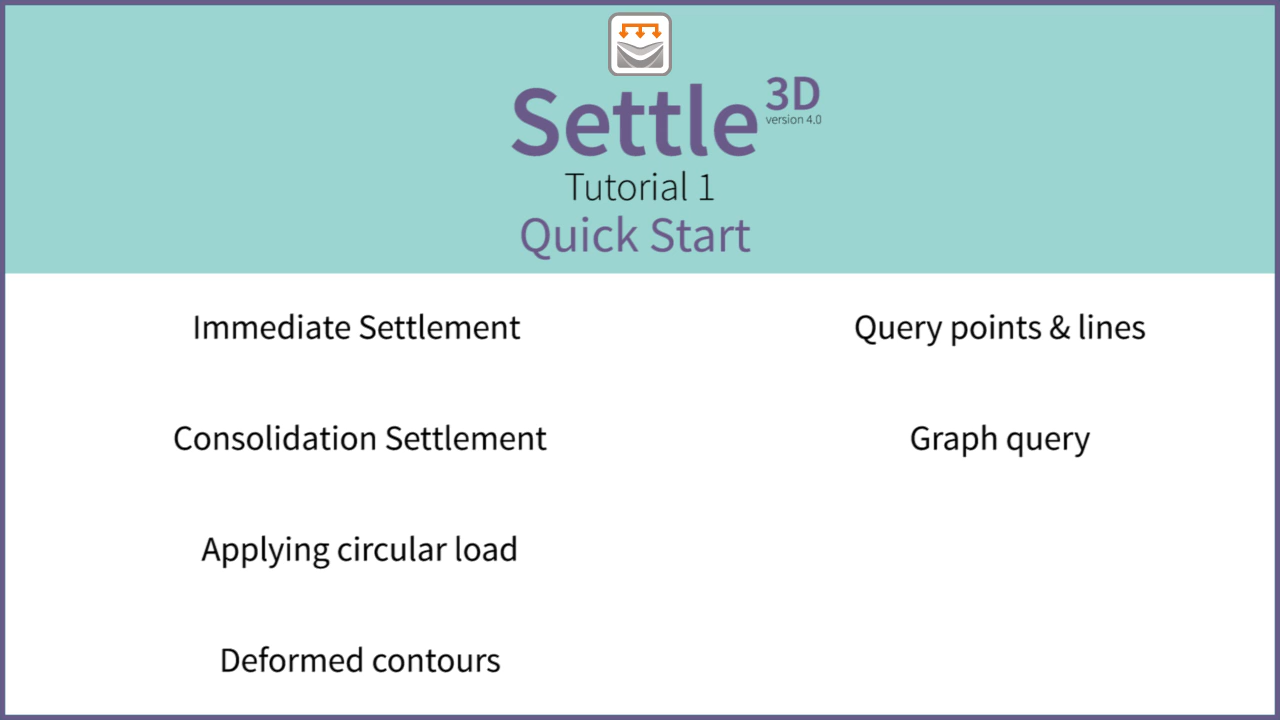 Settle 3D
version 4.0
Tutorial 1
Quick Start
Immediate Settlement
Consolidation Settlement
Applying circular load
Deformed contours
Query points & lines
Graph query